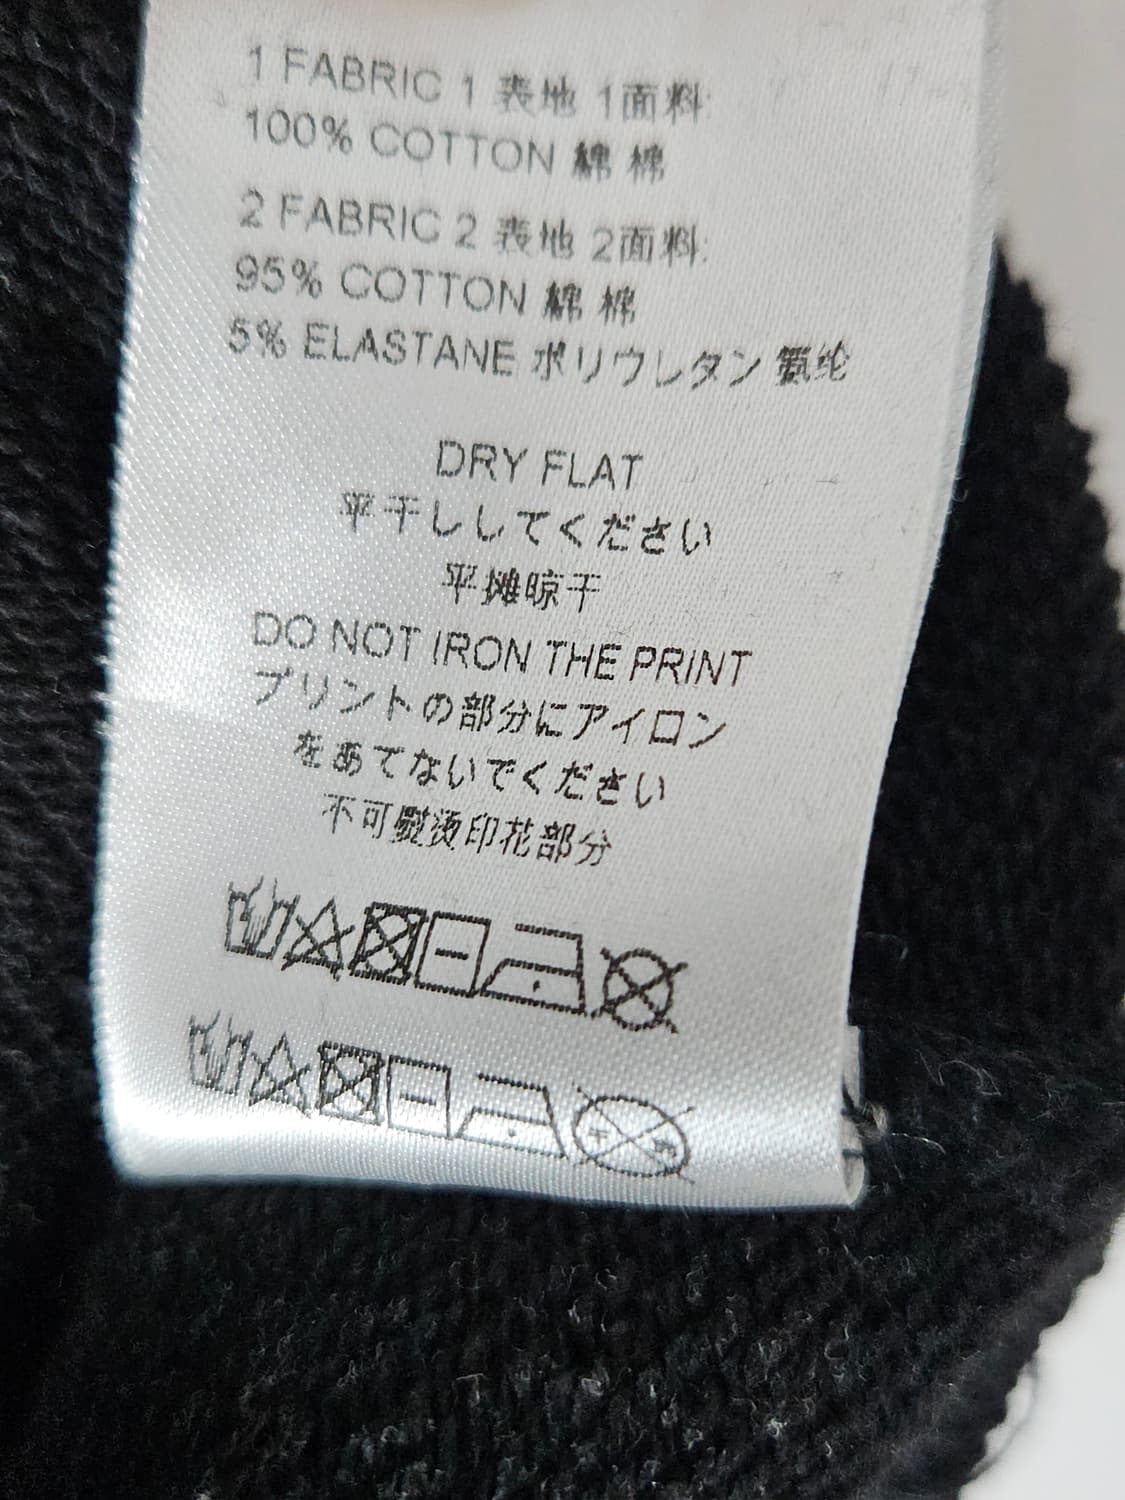 1 FABRIC 1 表地 1面料:
100% COTTON 綿 棉
2 FABRIC 2 表地 2面料:
95% COTTON 綿 棉
5% ELASTANE ポリウレタン 氨纶
DRY FLAT
平干ししてください
平摊晾干
DO NOT IRON THE PRINT
プリントの部分にアイロン
をあてないでください
不可熨烫印花部分